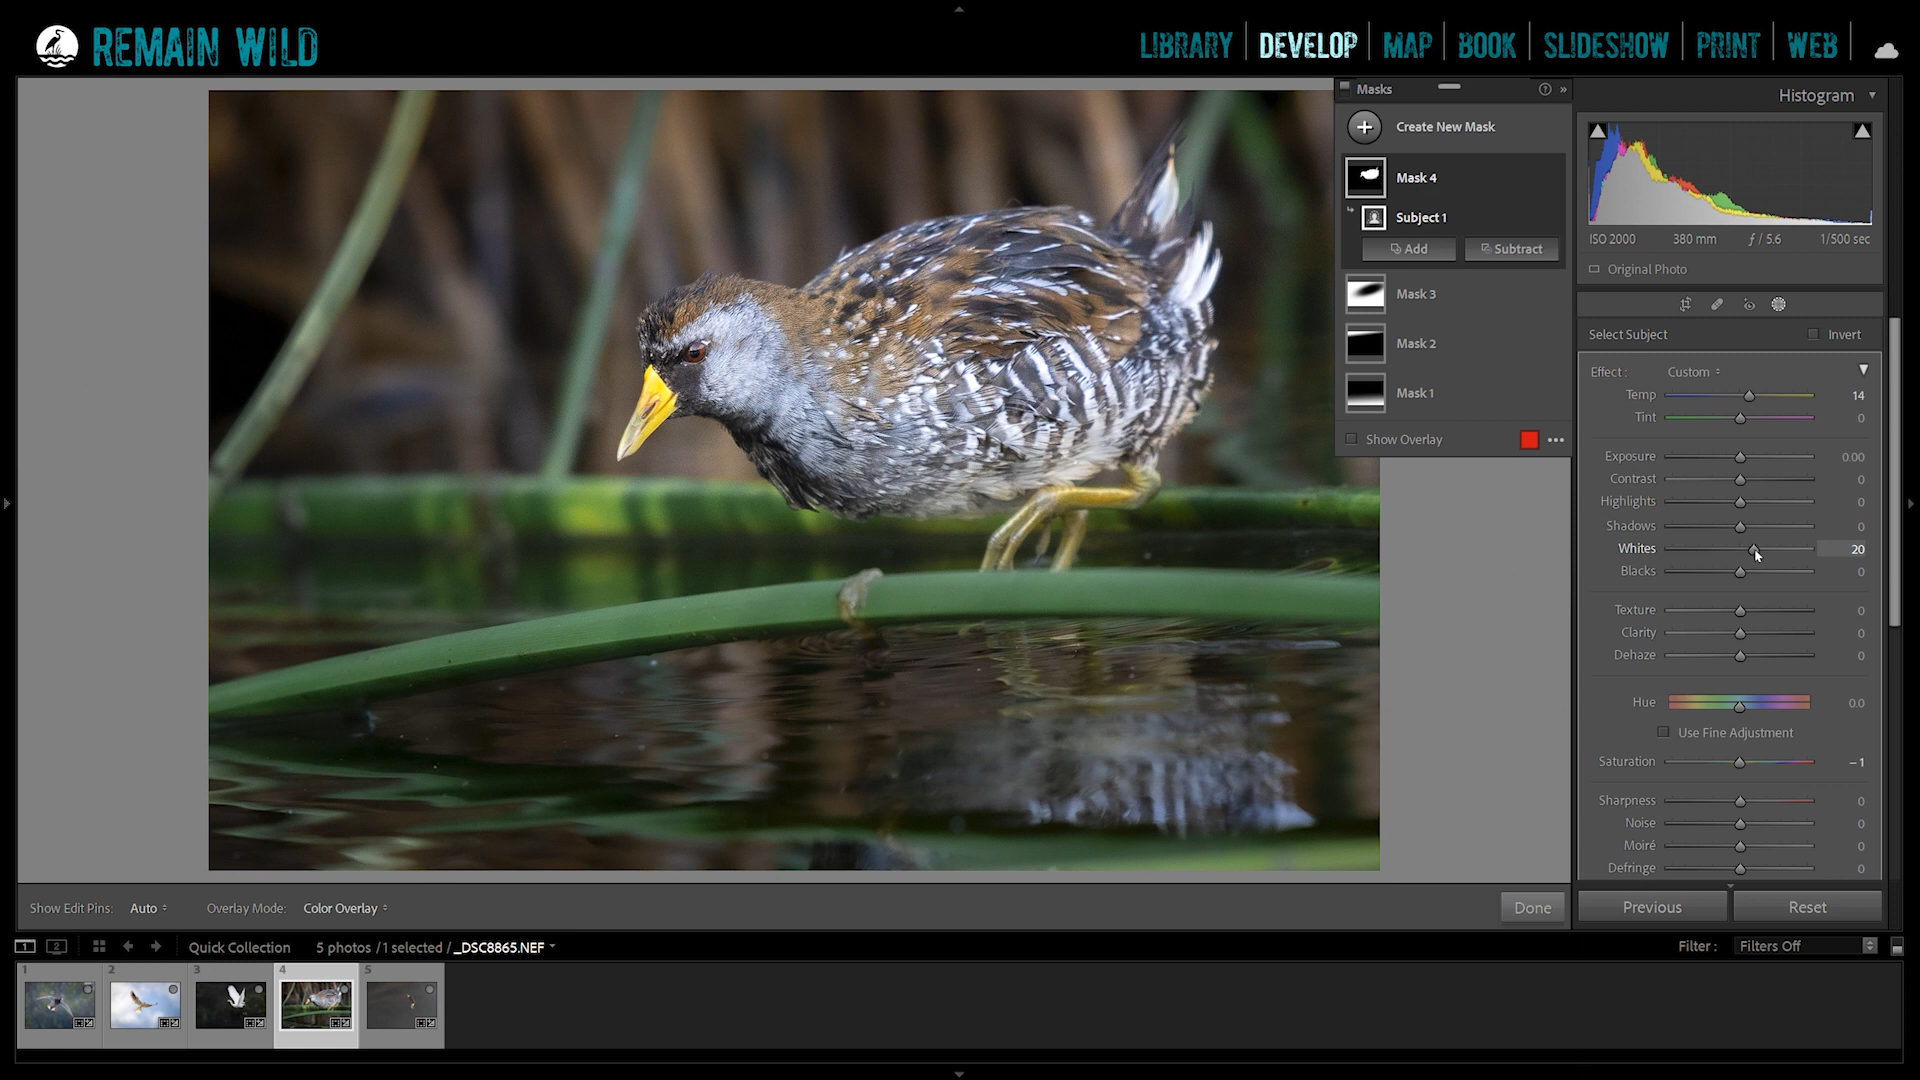 REMAIN WILD
LIBRARY DEVELOP MAP BOOK SLIDESHOW PRINT WEB
Masks
Create New Mask
Mask 4
Subject 1
Add Subtract
Mask 3
Mask 2
Mask 1
Show Overlay
Histogram
ISO 2000 380 mm ƒ / 5.6 1/500 sec
Original Photo
Select Subject Invert
Effect : Custom
Temp 14
Tint 0
Exposure 0.00
Contrast 0
Highlights 0
Shadows 0
Whites 20
Blacks 0
Texture 0
Clarity 0
Dehaze 0
Hue 0.0
Use Fine Adjustment
Saturation – 1
Sharpness 0
Noise 0
Moiré 0
Defringe 0
Show Edit Pins: Auto Overlay Mode: Color Overlay Done
Previous Reset
1 2 Quick Collection 5 photos / 1 selected / _DSC8865.NEF Filter : Filters Off
1 2 3 4 5